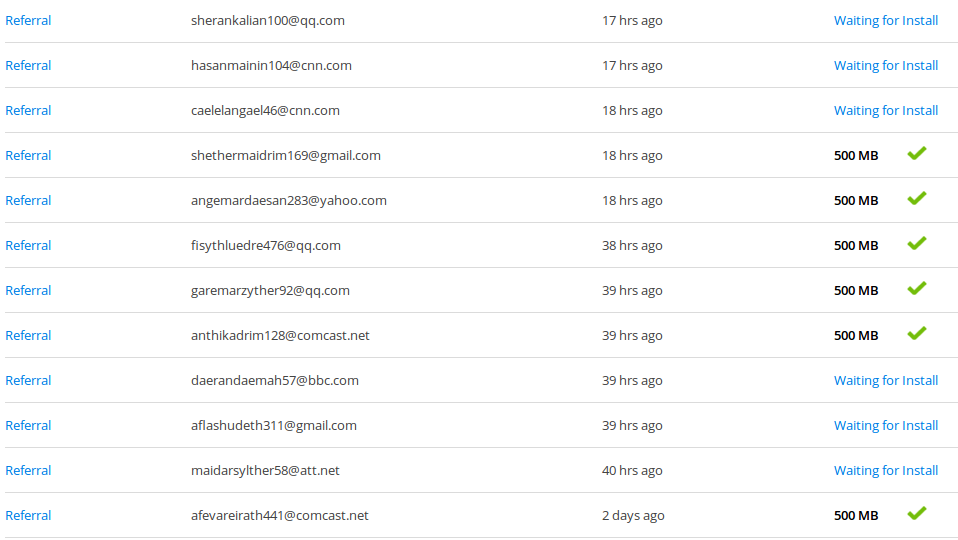 Referral sherankalian100@qq.com 17 hrs ago Waiting for Install
Referral hasanmainin104@cnn.com 17 hrs ago Waiting for Install
Referral caelelangael46@cnn.com 18 hrs ago Waiting for Install
Referral shethermaidrim169@gmail.com 18 hrs ago 500 MB
Referral angemardaesan283@yahoo.com 18 hrs ago 500 MB
Referral fisythluedre476@qq.com 38 hrs ago 500 MB
Referral garemarzyther92@qq.com 39 hrs ago 500 MB
Referral anthikadrim128@comcast.net 39 hrs ago 500 MB
Referral daerandaemah57@bbc.com 39 hrs ago Waiting for Install
Referral aflashudeth311@gmail.com 39 hrs ago Waiting for Install
Referral maidarsylther58@att.net 40 hrs ago Waiting for Install
Referral afevareirath441@comcast.net 2 days ago 500 MB